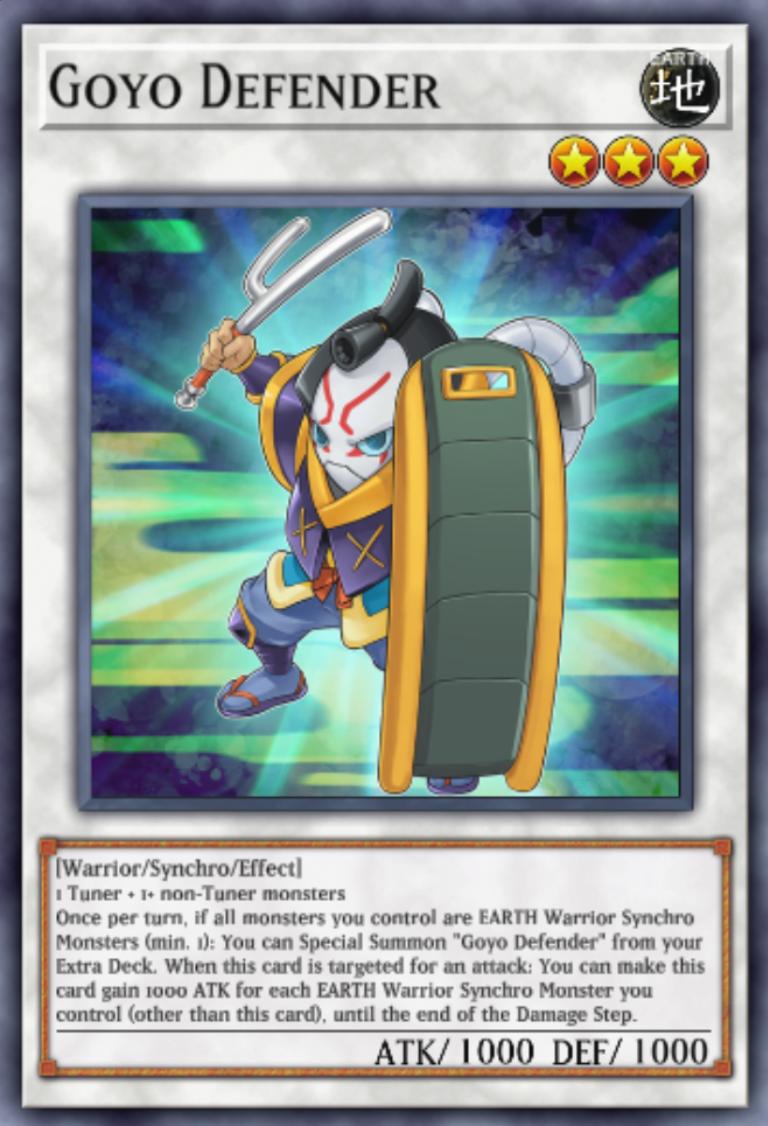 Goyo Defender
EARTH
地
[Warrior/Synchro/Effect]
1 Tuner + 1+ non-Tuner monsters
Once per turn, if all monsters you control are EARTH Warrior Synchro
Monsters (min. 1): You can Special Summon "Goyo Defender" from your
Extra Deck. When this card is targeted for an attack: You can make this
card gain 1000 ATK for each EARTH Warrior Synchro Monster you
control (other than this card), until the end of the Damage Step.
ATK/ 1000 DEF/ 1000